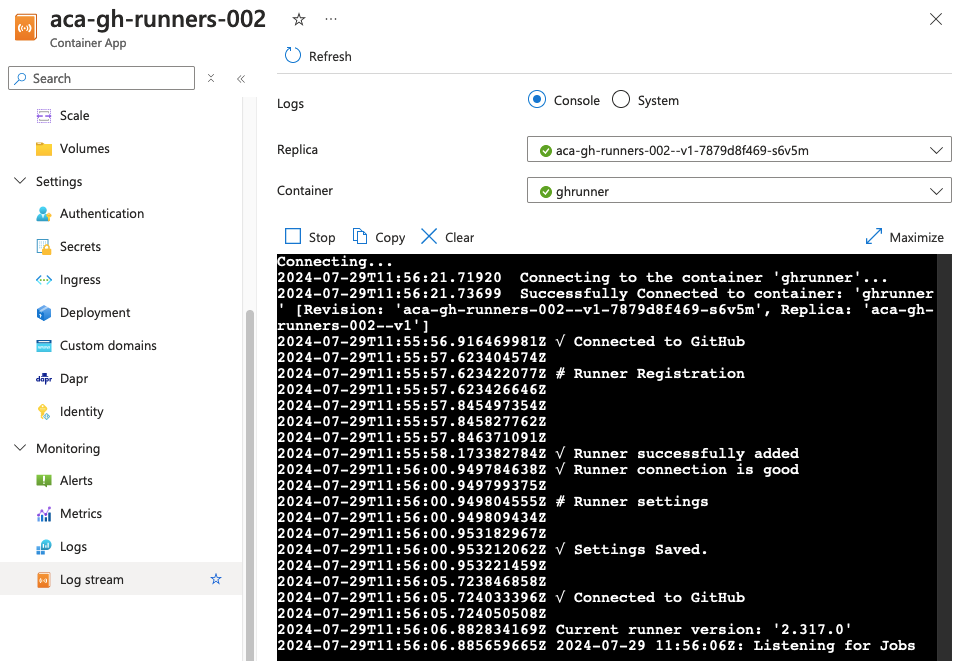 aca-gh-runners-002
Container App
Search
Scale
Volumes
Settings
Authentication
Secrets
Ingress
Deployment
Custom domains
dapr Dapr
Identity
Monitoring
Alerts
Metrics
Logs
Log stream
Refresh
Logs
Console
System
Replica
aca-gh-runners-002--v1-7879d8f469-s6v5m
Container
ghrunner
Stop
Copy
Clear
Maximize
Connecting...
2024-07-29T11:56:21.71920  Connecting to the container 'ghrunner'...
2024-07-29T11:56:21.73699  Successfully Connected to container: 'ghrunner
' [Revision: 'aca-gh-runners-002--v1-7879d8f469-s6v5m', Replica: 'aca-gh-
runners-002--v1']
2024-07-29T11:55:56.916469981Z √ Connected to GitHub
2024-07-29T11:55:57.623404574Z
2024-07-29T11:55:57.623422077Z # Runner Registration
2024-07-29T11:55:57.623426646Z
2024-07-29T11:55:57.845497354Z
2024-07-29T11:55:57.845827762Z
2024-07-29T11:55:57.846371091Z
2024-07-29T11:55:58.173382784Z √ Runner successfully added
2024-07-29T11:56:00.949784638Z √ Runner connection is good
2024-07-29T11:56:00.949799375Z
2024-07-29T11:56:00.949804555Z # Runner settings
2024-07-29T11:56:00.949809434Z
2024-07-29T11:56:00.953182967Z
2024-07-29T11:56:00.953212062Z √ Settings Saved.
2024-07-29T11:56:00.953221459Z
2024-07-29T11:56:05.723846858Z
2024-07-29T11:56:05.724033396Z √ Connected to GitHub
2024-07-29T11:56:05.724050508Z
2024-07-29T11:56:06.882834169Z Current runner version: '2.317.0'
2024-07-29T11:56:06.885659665Z 2024-07-29 11:56:06Z: Listening for Jobs